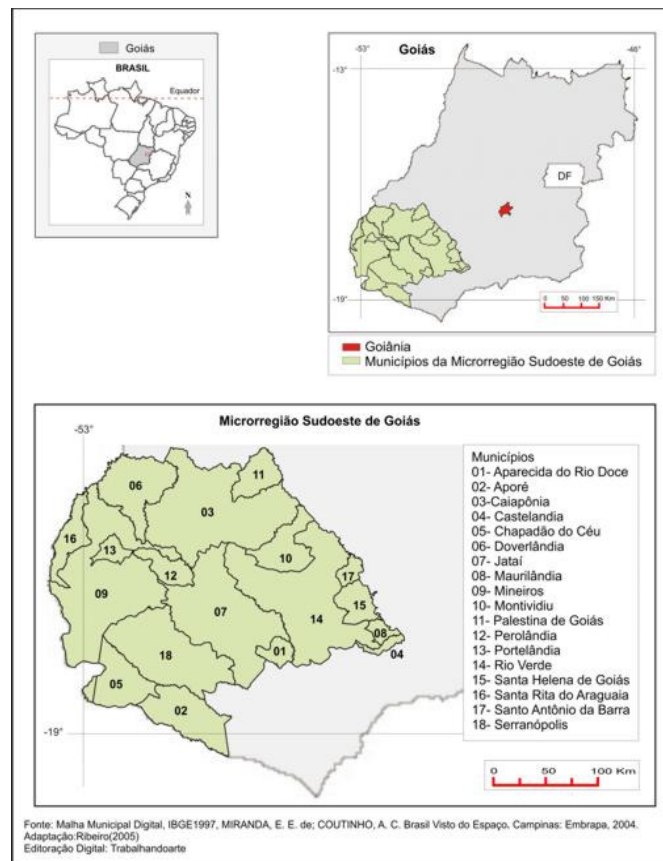 Goiás
BRASIL
Equador
N
Goiás
-53°
-46°
-13°
DF
-19°
0 50 100 150 Km
Goiânia
Municípios da Microrregião Sudoeste de Goiás
Microrregião Sudoeste de Goiás
-53°
11
06
03
16
13
10
12
17
09
07
14
15
08
18
01
04
05
02
-19°
Municípios
01- Aparecida do Rio Doce
02- Aporé
03-Caiapônia
04- Castelandia
05- Chapadão do Céu
06- Doverlândia
07- Jataí
08- Maurilândia
09- Mineiros
10- Montividiu
11- Palestina de Goiás
12- Perolândia
13- Portelândia
14- Rio Verde
15- Santa Helena de Goiás
16- Santa Rita do Araguaia
17- Santo Antônio da Barra
18- Serranópolis
0 50 100 Km
Fonte: Malha Municipal Digital, IBGE1997, MIRANDA, E. E. de; COUTINHO, A. C. Brasil Visto do Espaço. Campinas: Embrapa, 2004.
Adaptação:Ribeiro(2005)
Editoração Digital: Trabalhandoarte